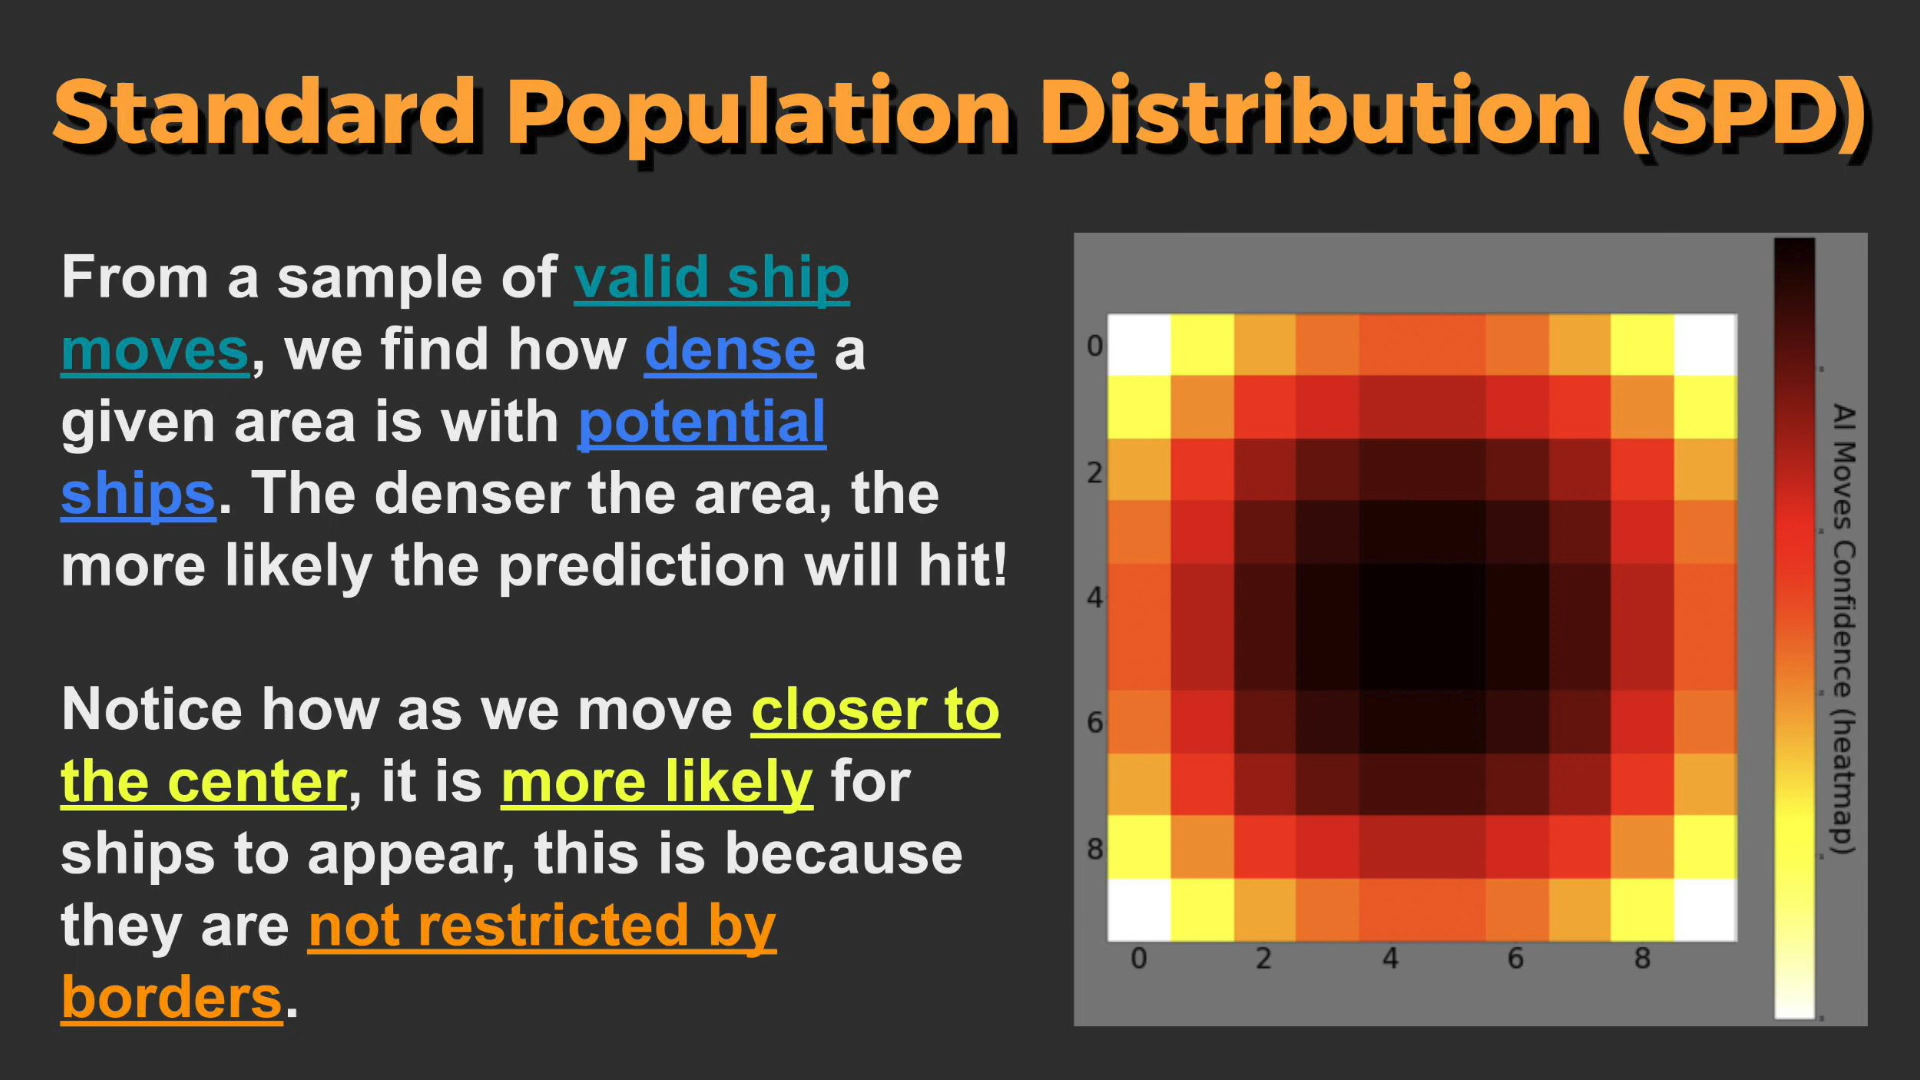 Standard Population Distribution (SPD)
From a sample of valid ship
moves, we find how dense a
given area is with potential
ships. The denser the area, the
more likely the prediction will hit!
Notice how as we move closer to
the center, it is more likely for
ships to appear, this is because
they are not restricted by
borders.
0
2
4
6
8
0 2 4 6 8
AI Moves Confidence (heatmap)